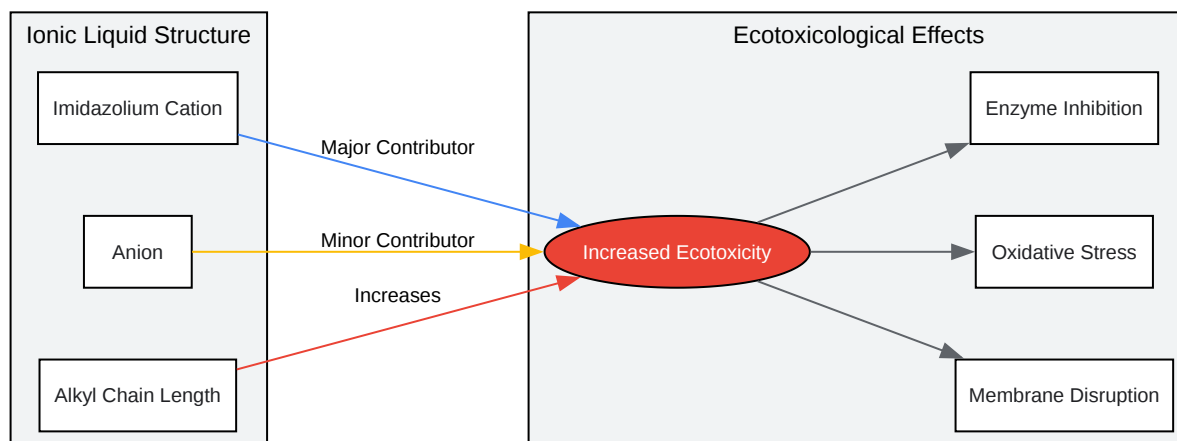 Ionic Liquid Structure
Ecotoxicological Effects
Imidazolium Cation
Enzyme Inhibition
Major Contributor
Anion
Minor Contributor
Increased Ecotoxicity
Oxidative Stress
Increases
Alkyl Chain Length
Membrane Disruption